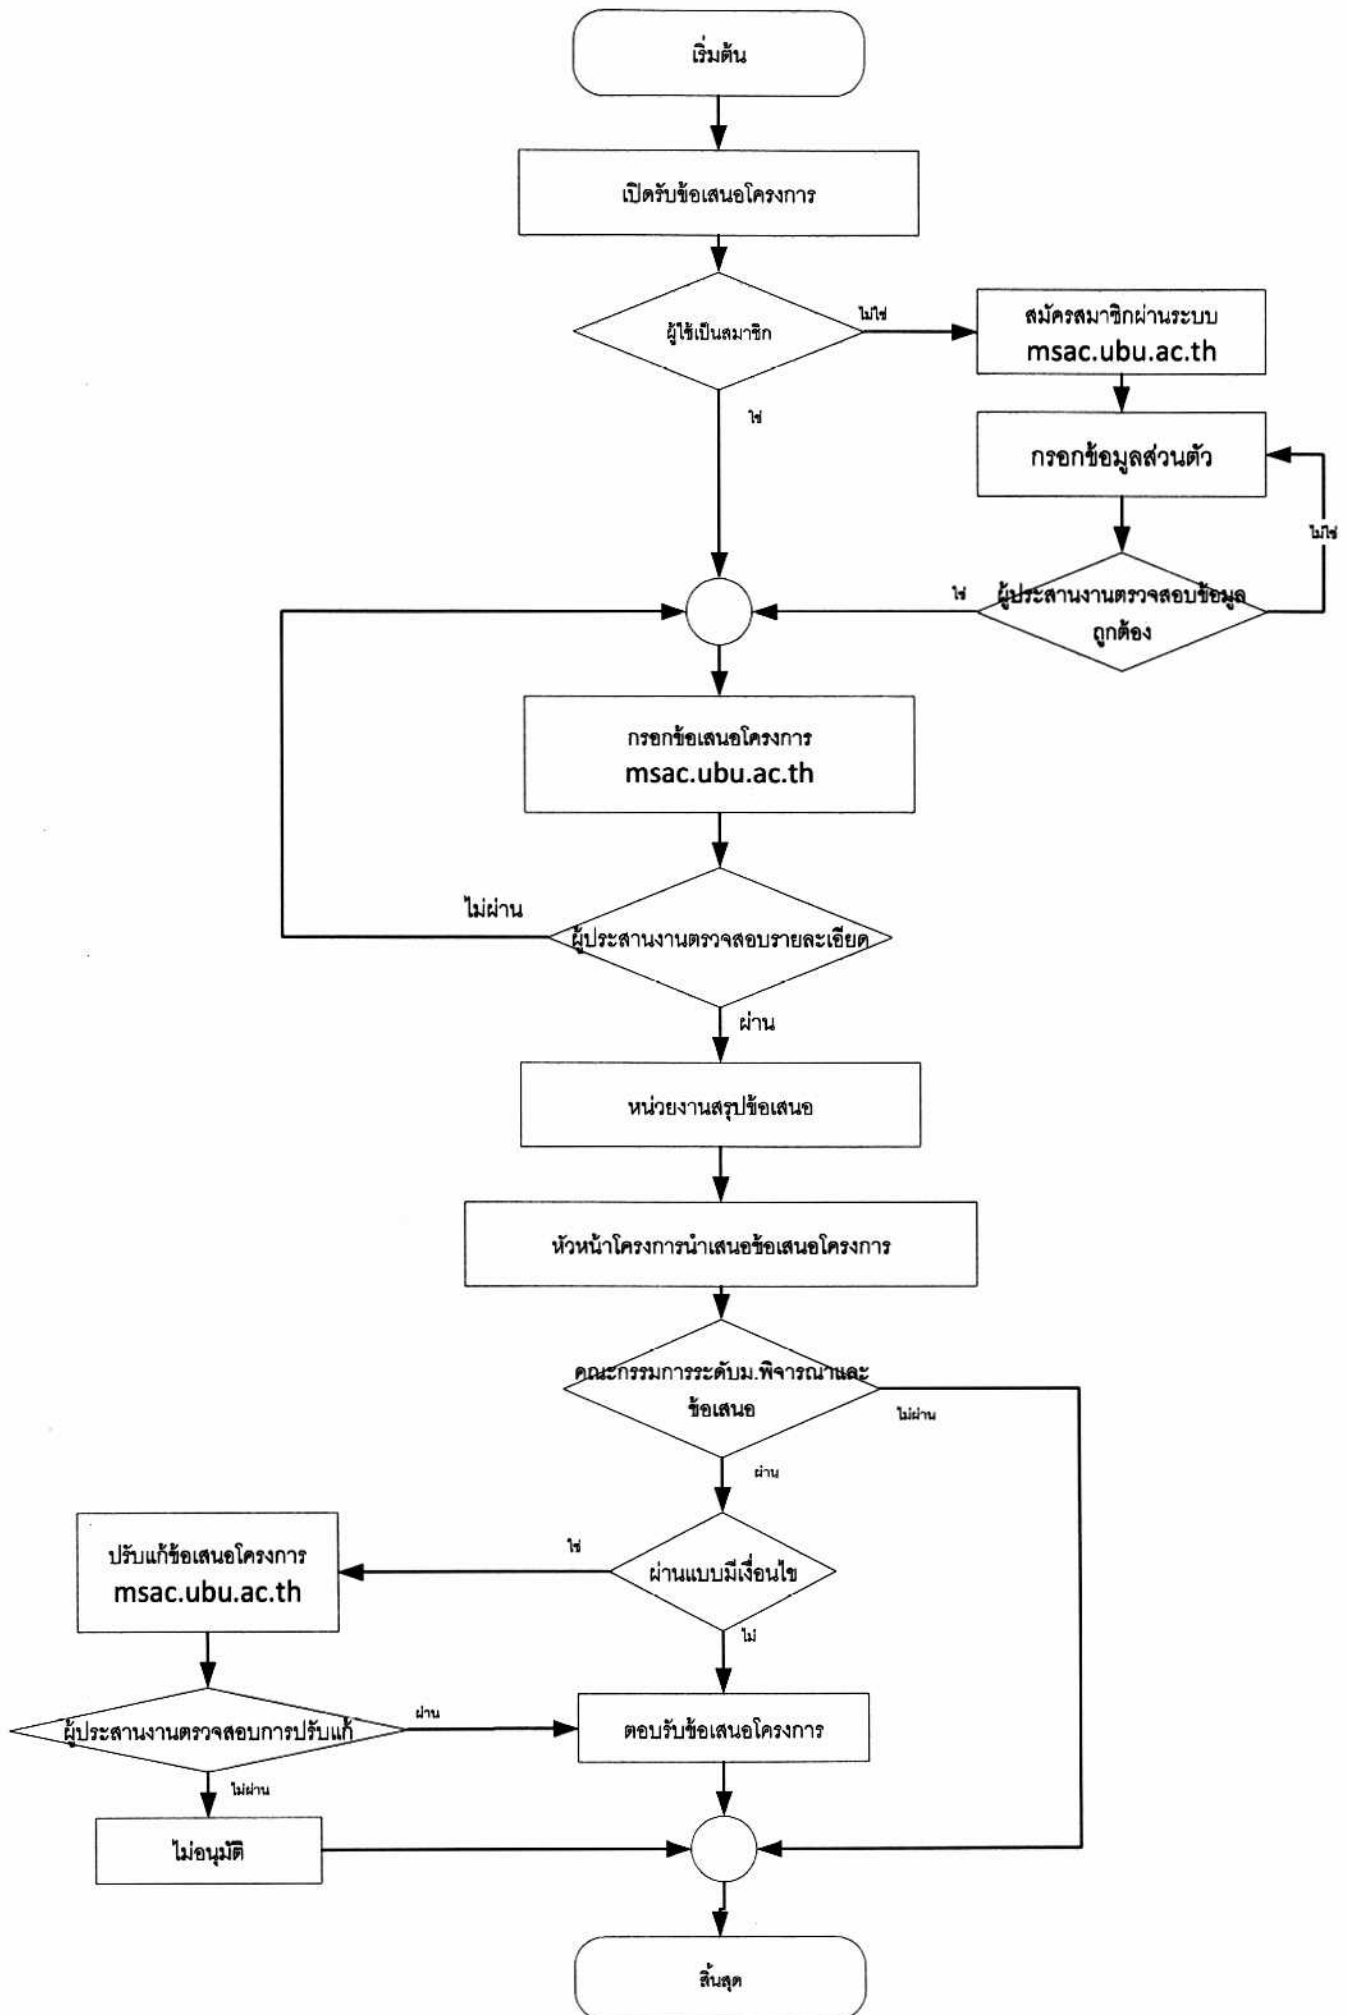 เริ่มต้น
เปิดรับข้อเสนอโครงการ
ผู้ใช้เป็นสมาชิก
ไม่ใช่
สมัครสมาชิกผ่านระบบ
msac.ubu.ac.th
ใช่
กรอกข้อมูลส่วนตัว
ไม่ใช่
ใช่
ผู้ประสานงานตรวจสอบข้อมูล
ถูกต้อง
กรอกข้อเสนอโครงการ
msac.ubu.ac.th
ไม่ผ่าน
ผู้ประสานงานตรวจสอบรายละเอียด
ผ่าน
หน่วยงานสรุปข้อเสนอ
หัวหน้าโครงการนำเสนอข้อเสนอโครงการ
คณะกรรมการระดับม.พิจารณาและ
ข้อเสนอ
ไม่ผ่าน
ผ่าน
ปรับแก้ข้อเสนอโครงการ
msac.ubu.ac.th
ใช่
ผ่านแบบมีเงื่อนไข
ไม่
ผู้ประสานงานตรวจสอบการปรับแก้
ผ่าน
ตอบรับข้อเสนอโครงการ
ไม่ผ่าน
ไม่อนุมัติ
สิ้นสุด